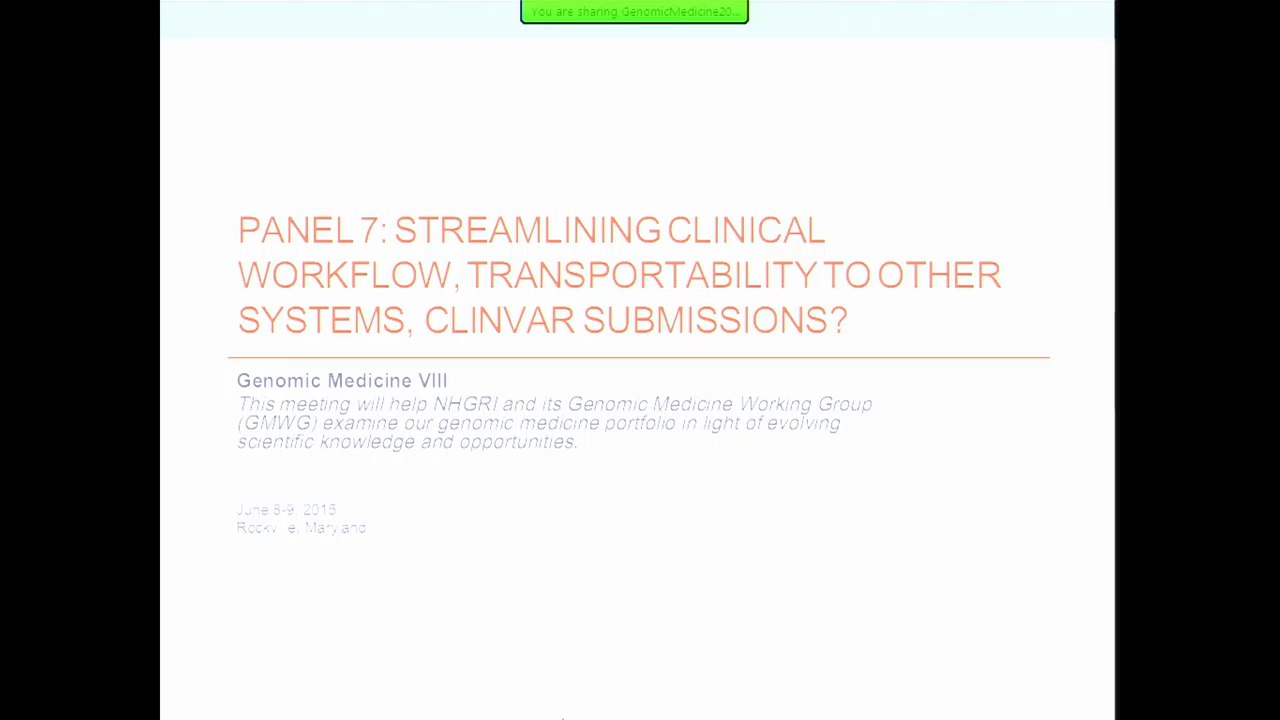 You are sharing GenomicMedicine20...
PANEL 7: STREAMLINING CLINICAL
WORKFLOW, TRANSPORTABILITY TO OTHER
SYSTEMS, CLINVAR SUBMISSIONS?
Genomic Medicine VIII
This meeting will help NHGRI and its Genomic Medicine Working Group
(GMWG) examine our genomic medicine portfolio in light of evolving
scientific knowledge and opportunities.
June 8-9, 2015
Rockville, Maryland